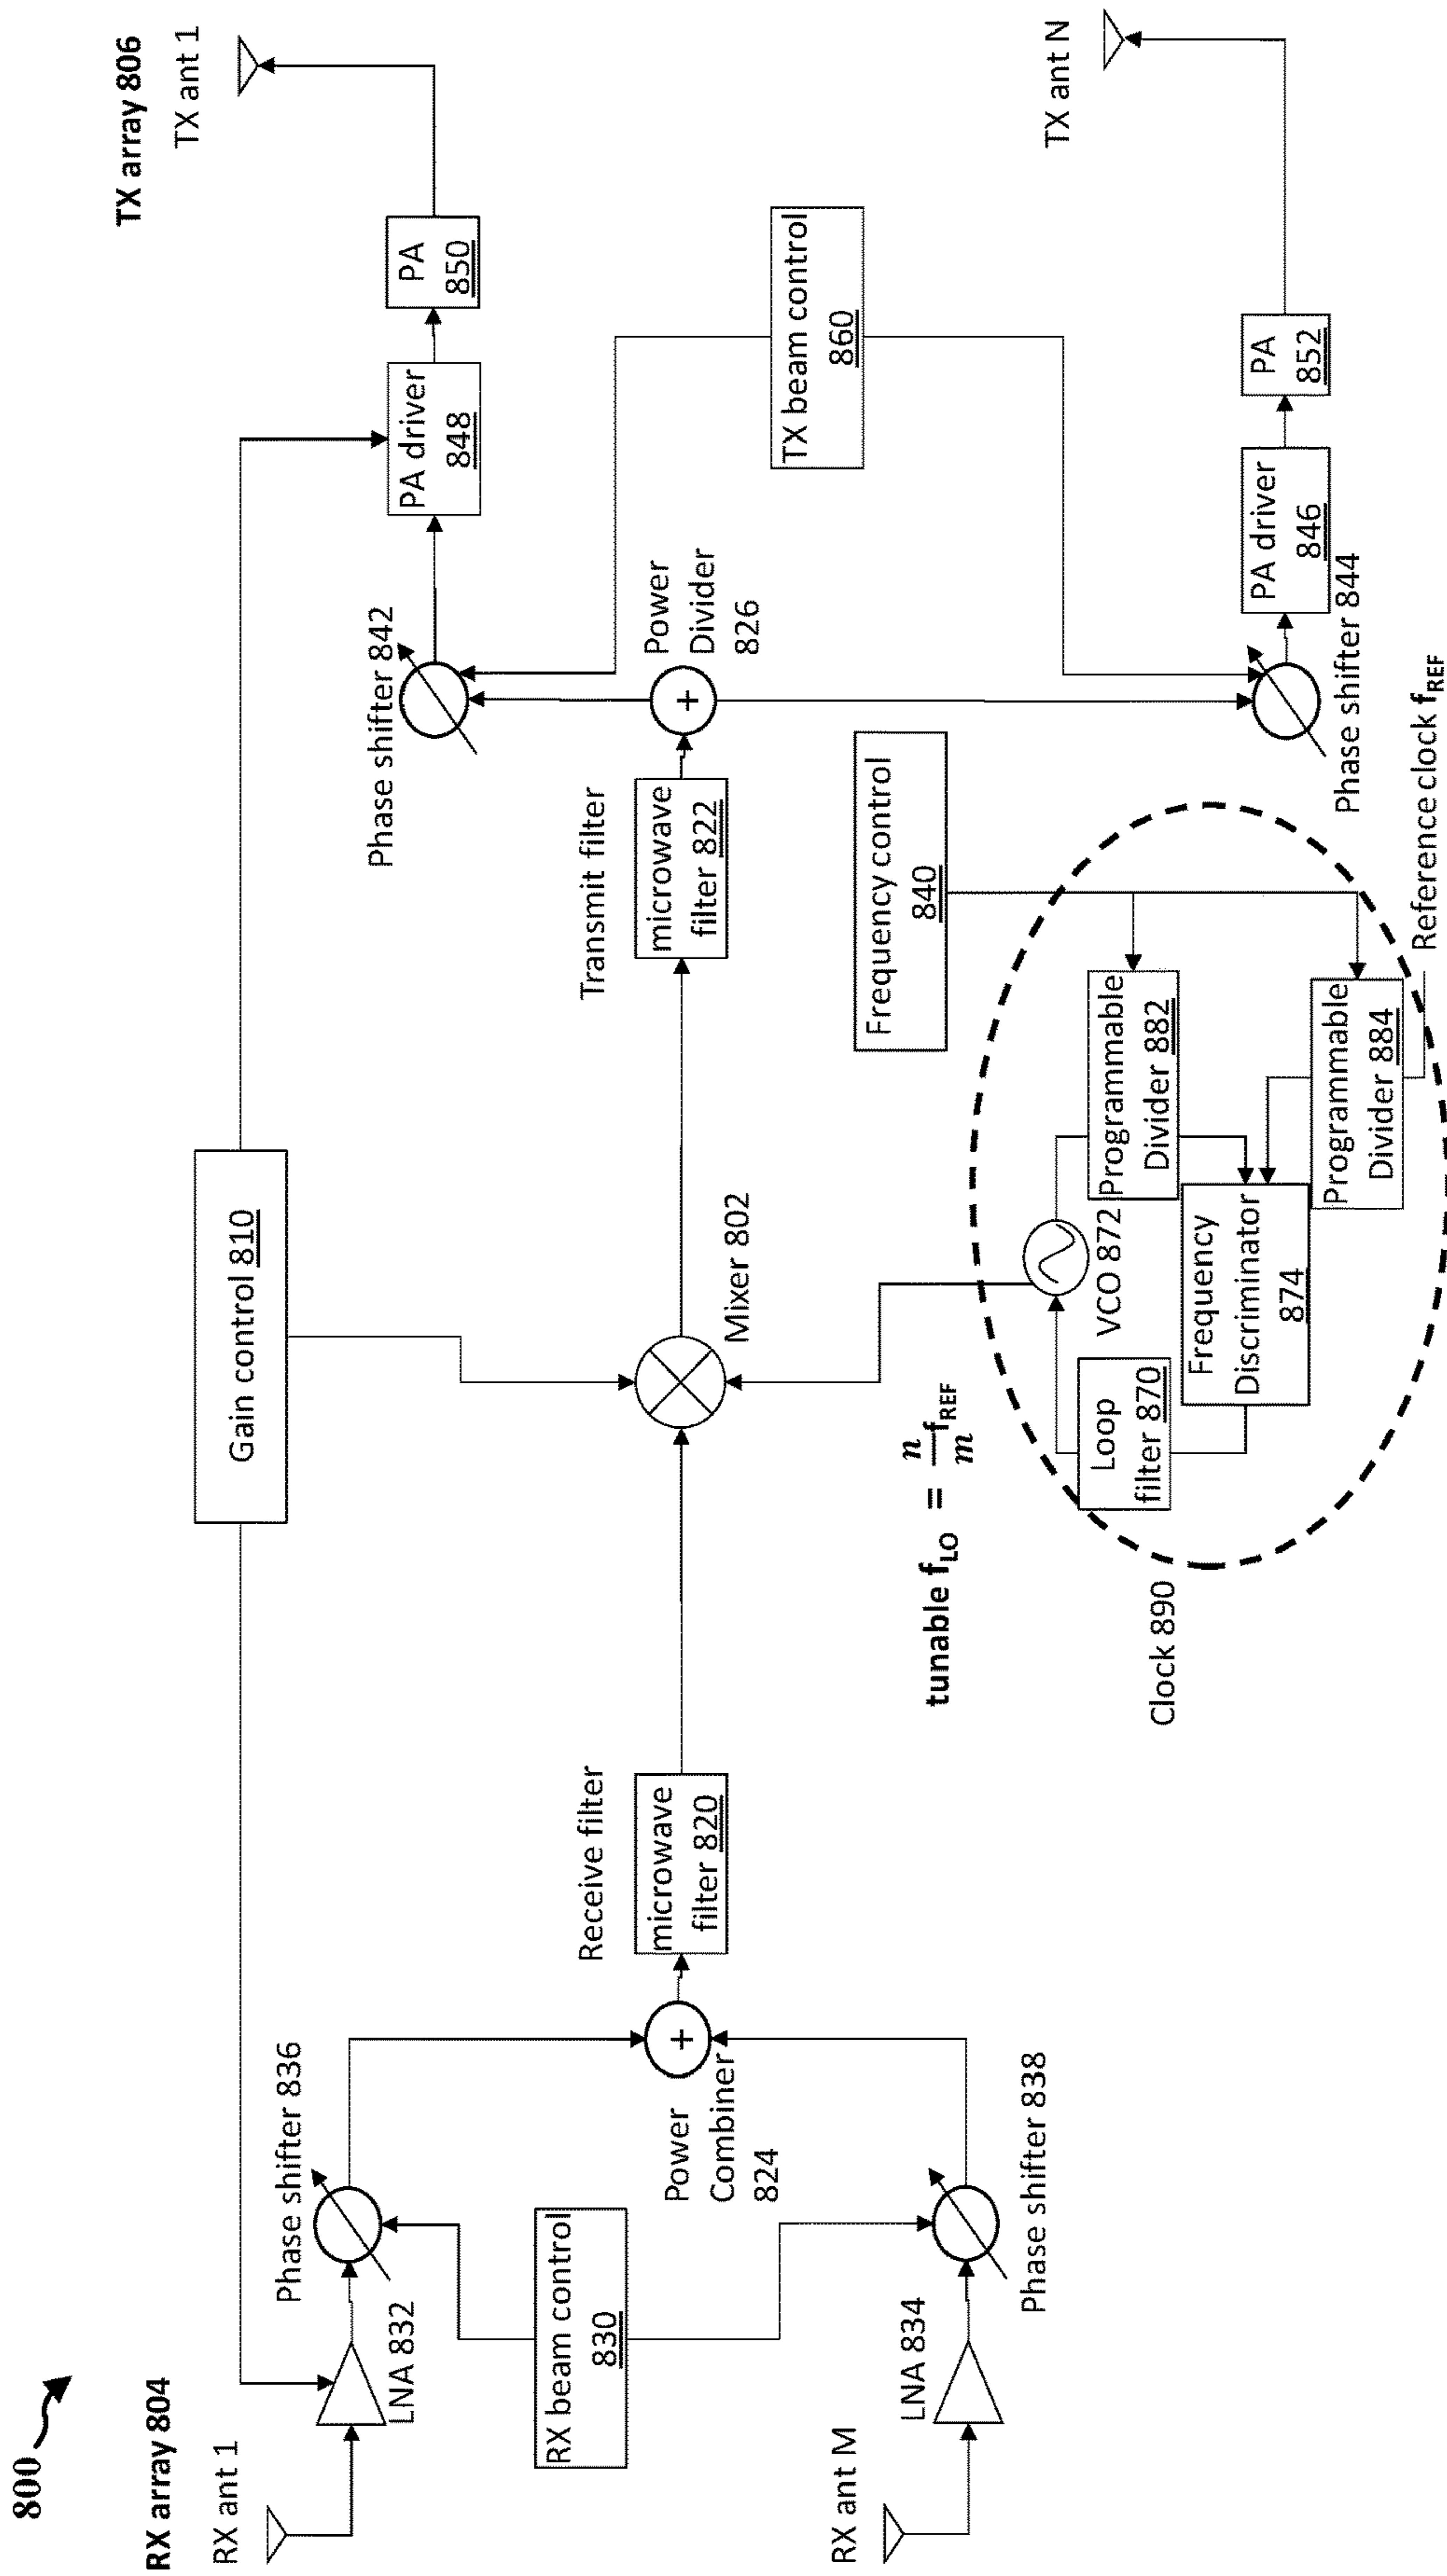 800
RX array 804
RX ant 1
LNA 832
Phase shifter 836
RX beam control
830
RX ant M
LNA 834
Phase shifter 838
+
Power
Combiner
824
Receive filter
microwave
filter 820
Gain control 810
Mixer 802
tunable f_LO = n/m f_REF
Clock 890
Loop
filter 870
VCO 872
Frequency
Discriminator
874
Programmable
Divider 882
Programmable
Divider 884
Reference clock f_REF
Frequency control
840
Transmit filter
microwave
filter 822
+
Power
Divider
826
Phase shifter 842
PA driver
848
PA
850
TX array 806
TX ant 1
TX beam control
860
Phase shifter 844
PA driver
846
PA
852
TX ant N